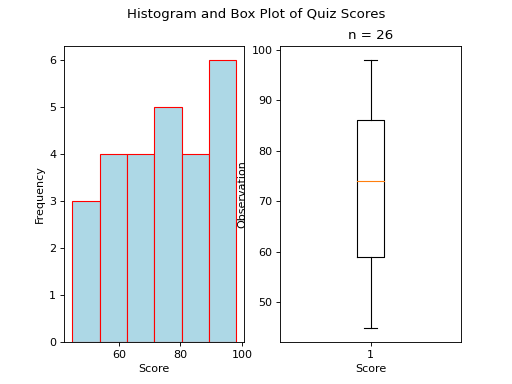 Histogram and Box Plot of Quiz Scores
n = 26
6
5
4
3
2
1
0
Frequency
60 80 100
Score
100
90
80
70
60
50
Observation
1
Score